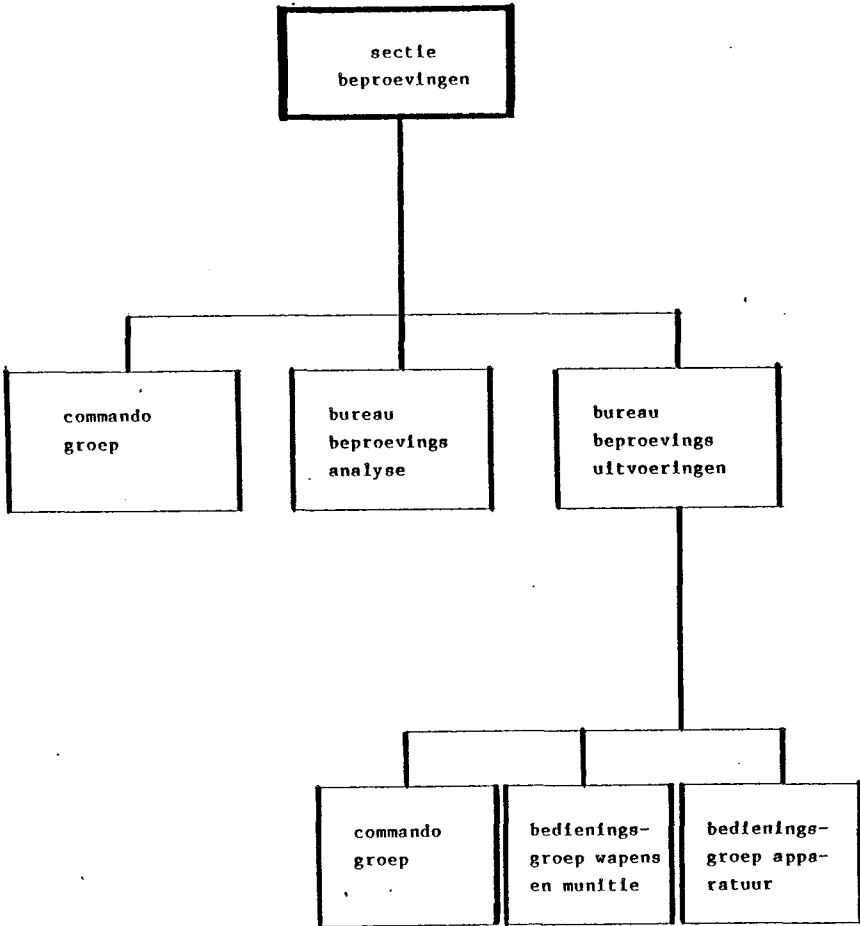 sectie
beproevingen
commando
groep
bureau
beproevings
analyse
bureau
beproevings
uitvoeringen
commando
groep
bedienings-
groep wapens
en munitie
bedienings-
groep appa-
ratuur